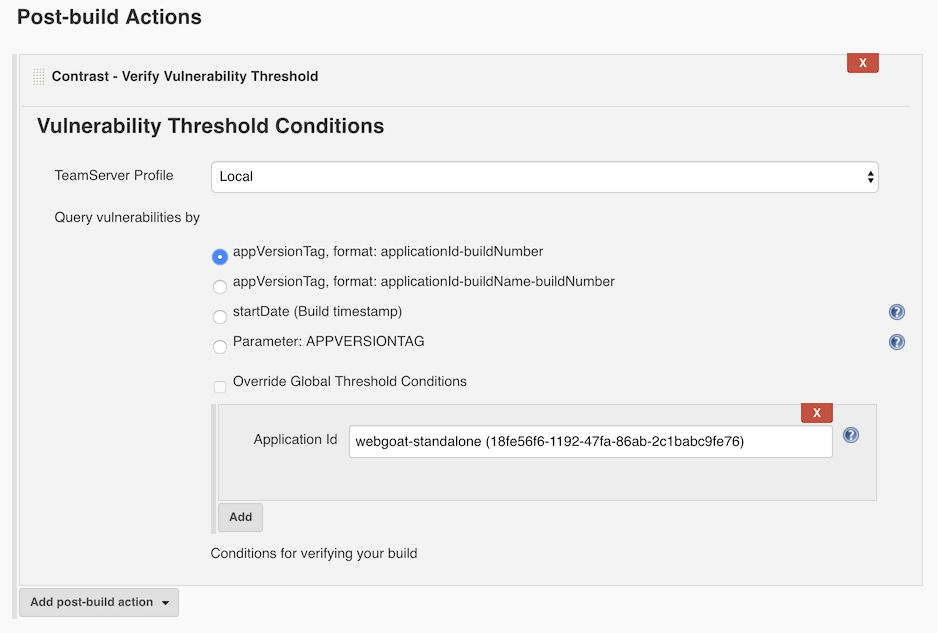 Post-build Actions
X
Contrast - Verify Vulnerability Threshold
Vulnerability Threshold Conditions
TeamServer Profile
Local
Query vulnerabilities by
appVersionTag, format: applicationId-buildNumber
appVersionTag, format: applicationId-buildName-buildNumber
startDate (Build timestamp)
?
Parameter: APPVERSIONTAG
?
Override Global Threshold Conditions
X
Application Id
webgoat-standalone (18fe56f6-1192-47fa-86ab-2c1babc9fe76)
?
Add
Conditions for verifying your build
Add post-build action